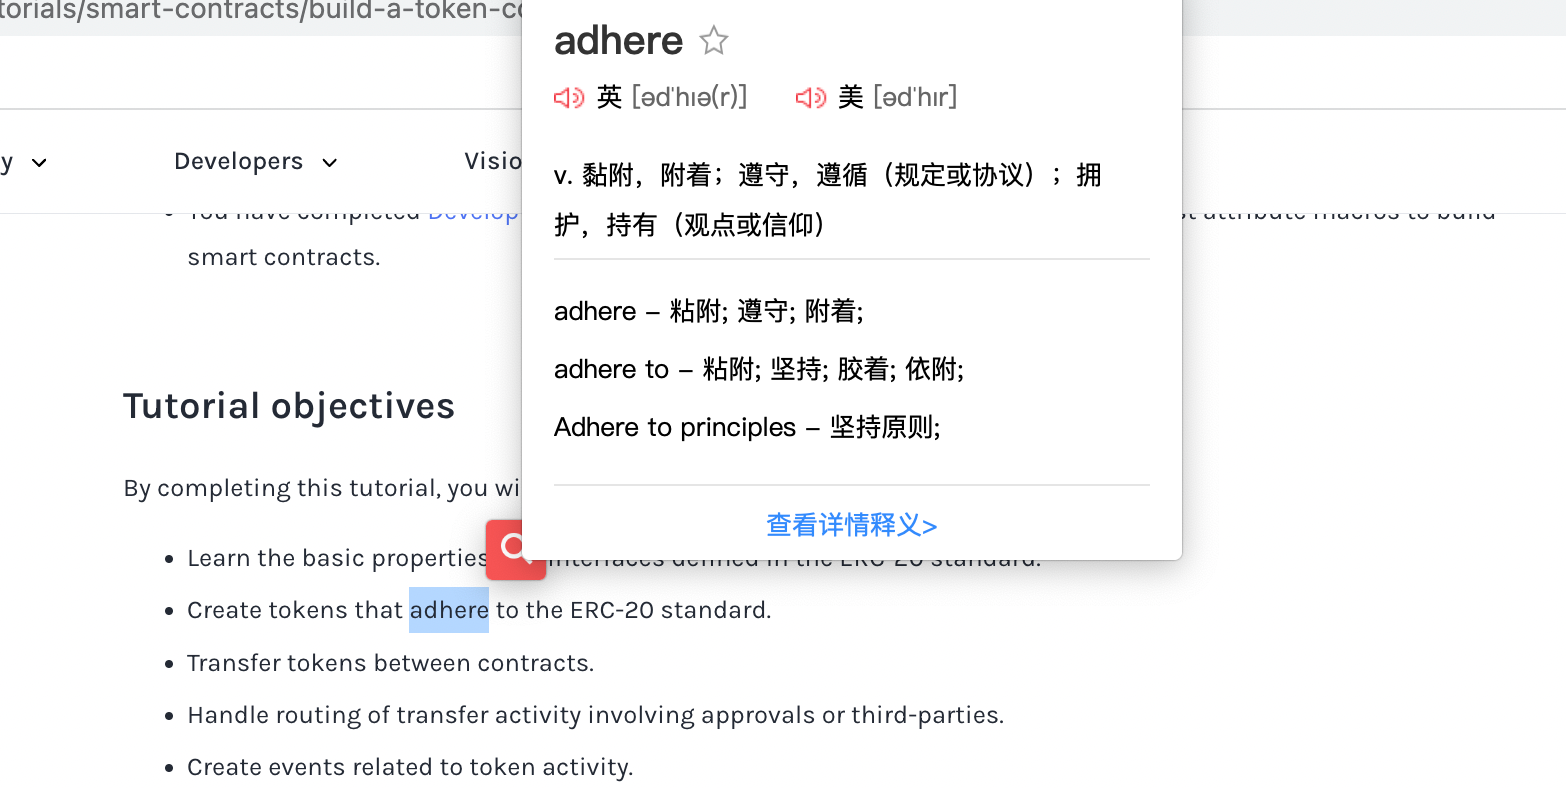 torials/smart-contracts/build-a-token-co
adhere
英 [ədˈhɪə(r)] 美 [ədˈhɪr]
y Developers Visio
v. 黏附，附着；遵守，遵循（规定或协议）；拥
护，持有（观点或信仰）
You have completed Develop st attribute macros to build
smart contracts.
adhere – 粘附; 遵守; 附着;
adhere to – 粘附; 坚持; 胶着; 依附;
Adhere to principles – 坚持原则;
查看详情释义>
Tutorial objectives
By completing this tutorial, you wi
• Learn the basic properties interfaces defined in the ERC-20 standard.
• Create tokens that adhere to the ERC-20 standard.
• Transfer tokens between contracts.
• Handle routing of transfer activity involving approvals or third-parties.
• Create events related to token activity.